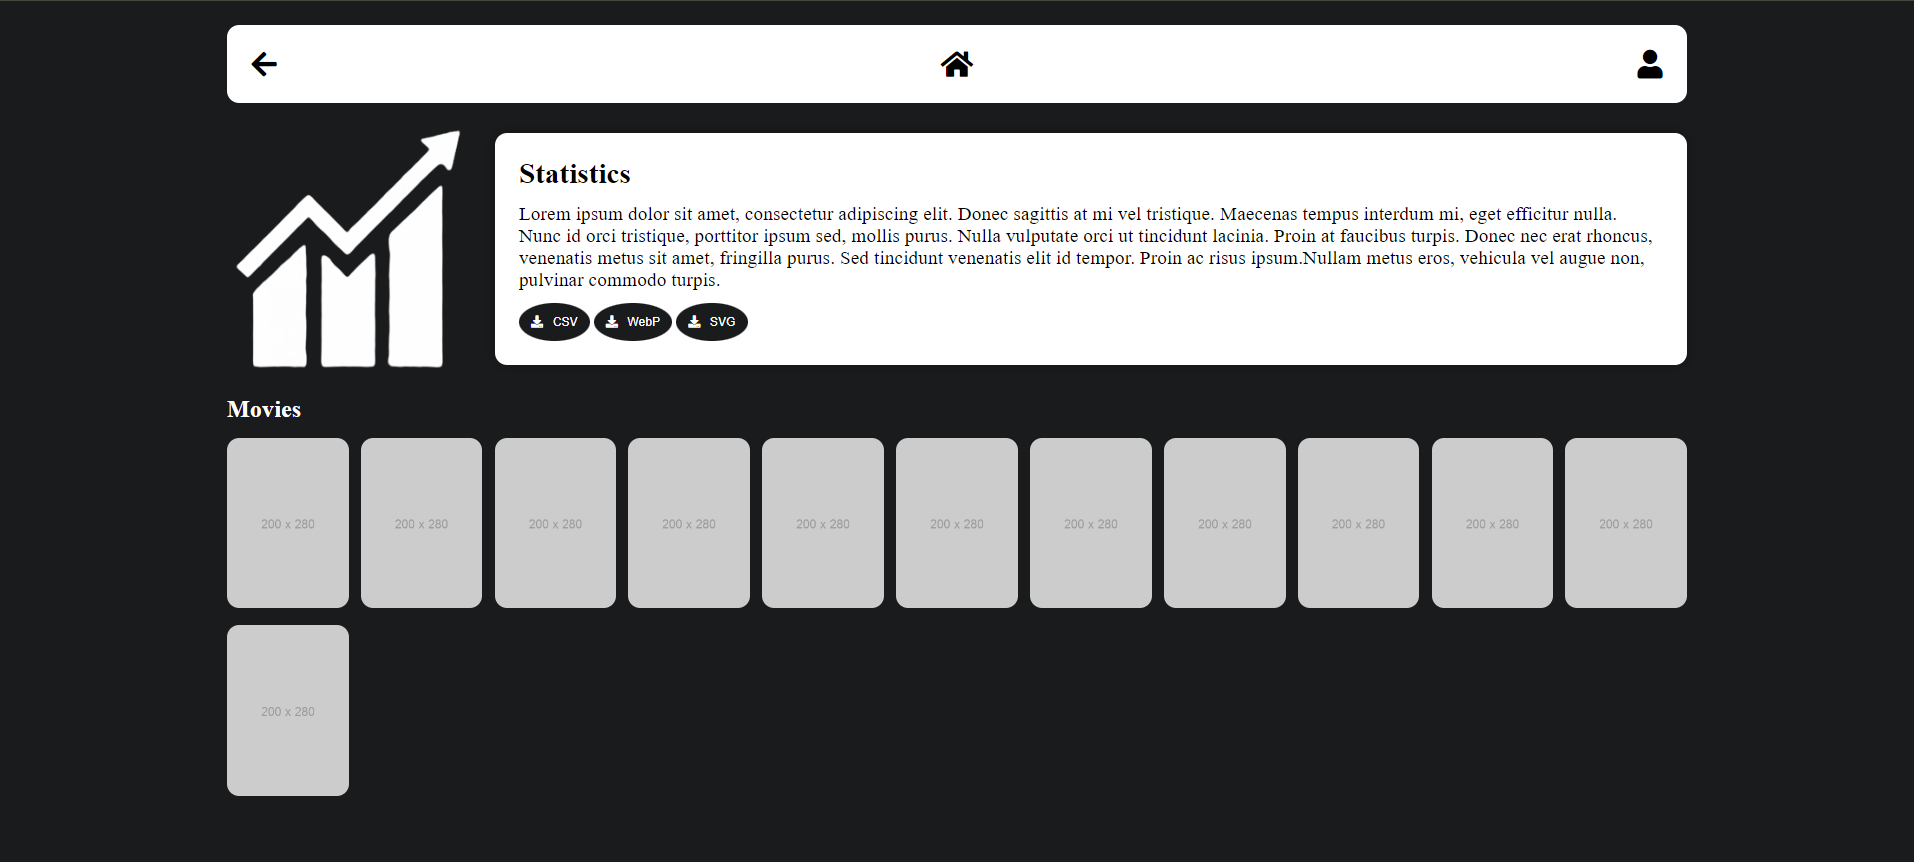 Statistics
Lorem ipsum dolor sit amet, consectetur adipiscing elit. Donec sagittis at mi vel tristique. Maecenas tempus interdum mi, eget efficitur nulla.
Nunc id orci tristique, porttitor ipsum sed, mollis purus. Nulla vulputate orci ut tincidunt lacinia. Proin at faucibus turpis. Donec nec erat rhoncus,
venenatis metus sit amet, fringilla purus. Sed tincidunt venenatis elit id tempor. Proin ac risus ipsum.Nullam metus eros, vehicula vel augue non,
pulvinar commodo turpis.
CSV WebP SVG
Movies
200 x 280 200 x 280 200 x 280 200 x 280 200 x 280 200 x 280 200 x 280 200 x 280 200 x 280 200 x 280 200 x 280
200 x 280